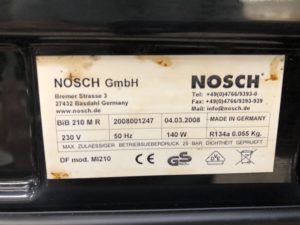 NOSCH GmbH
Bremer Strasse 3
27432 Basdahl Germany
www.nosch.de
NOSCH
Tel.: +49(0)4766/9393-0
Fax: +49(0)4766/9393-939
eMail: info@nosch.de
BiB 210 M R 2008001247 04.03.2008 MADE IN GERMANY
230 V 50 Hz 140 W R134a 0.055 Kg.
MAX. ZULAESSIGER BETRIEBSUEBERDRUCK 25 BAR DICHTHEIT GEPRUEFT
DF mod. MI210 CE GS